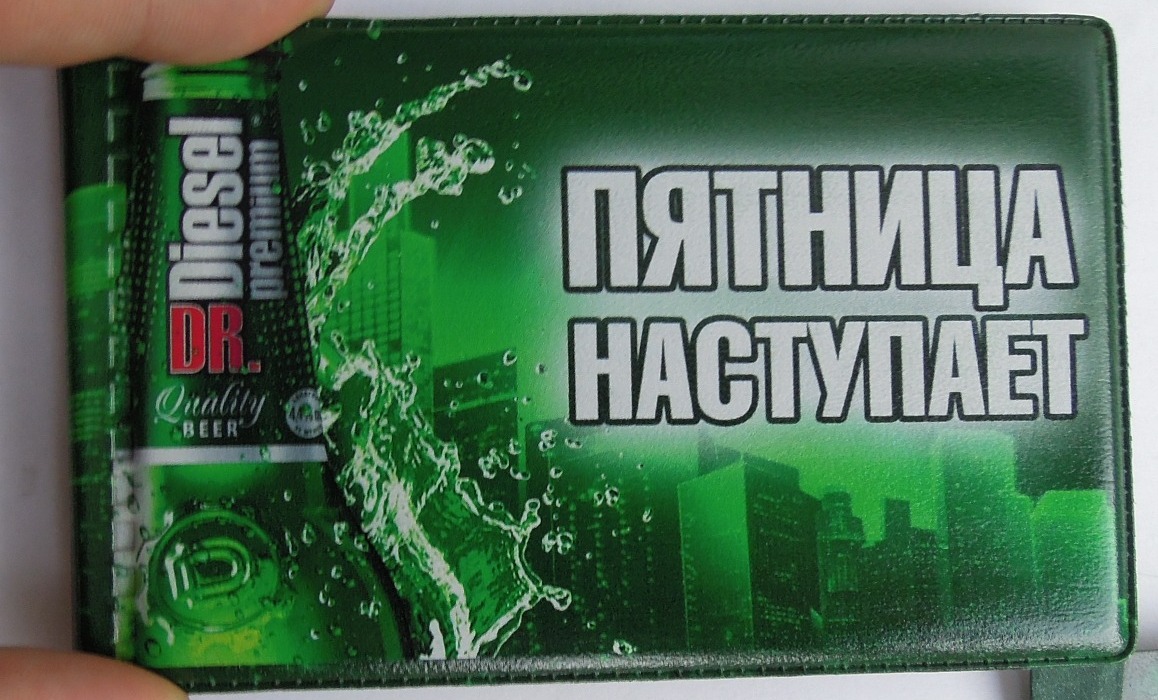 DR. Diesel
premium
Quality
BEER
ПЯТНИЦА
НАСТУПАЕТ